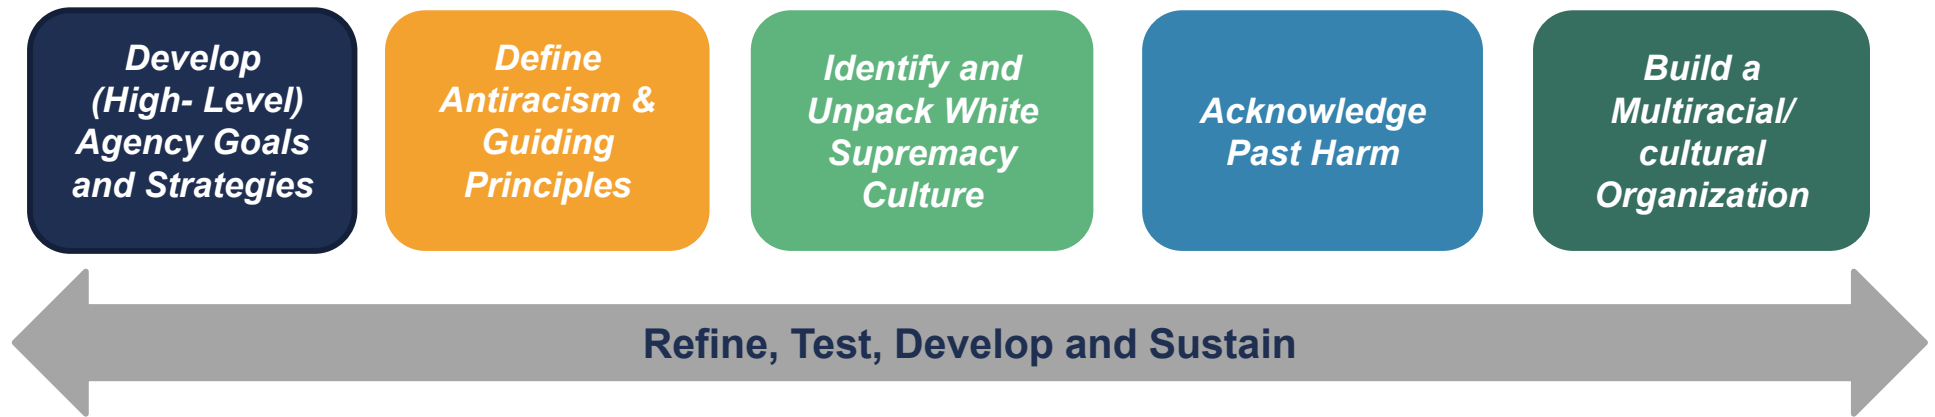 Develop
(High- Level)
Agency Goals
and Strategies
Define
Antiracism &
Guiding
Principles
Identify and
Unpack White
Supremacy
Culture
Acknowledge
Past Harm
Build a
Multiracial/
cultural
Organization
Refine, Test, Develop and Sustain